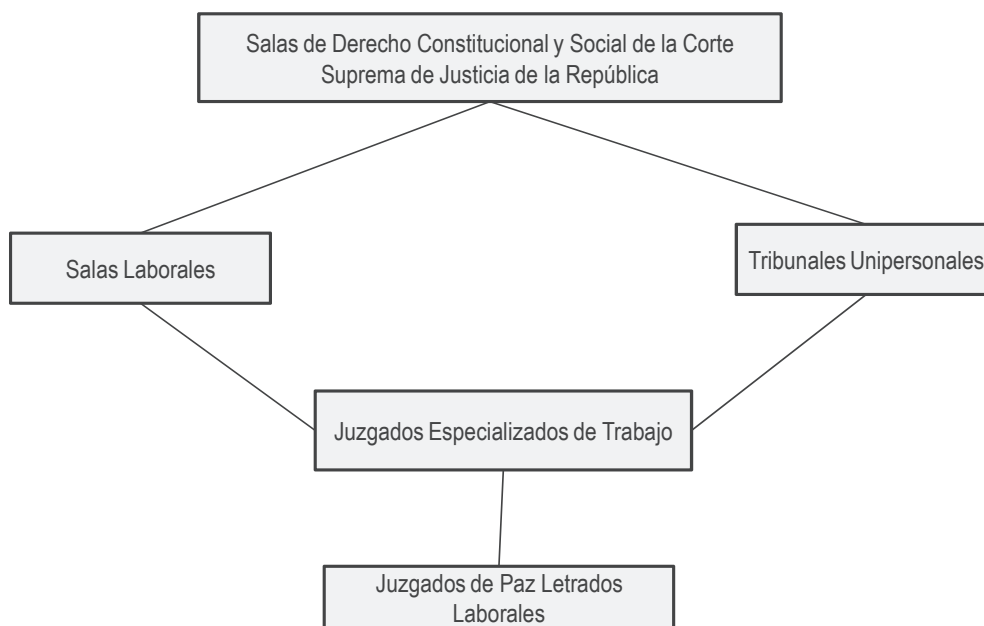 Salas de Derecho Constitucional y Social de la Corte
Suprema de Justicia de la República
Salas Laborales
Tribunales Unipersonales
Juzgados Especializados de Trabajo
Juzgados de Paz Letrados
Laborales